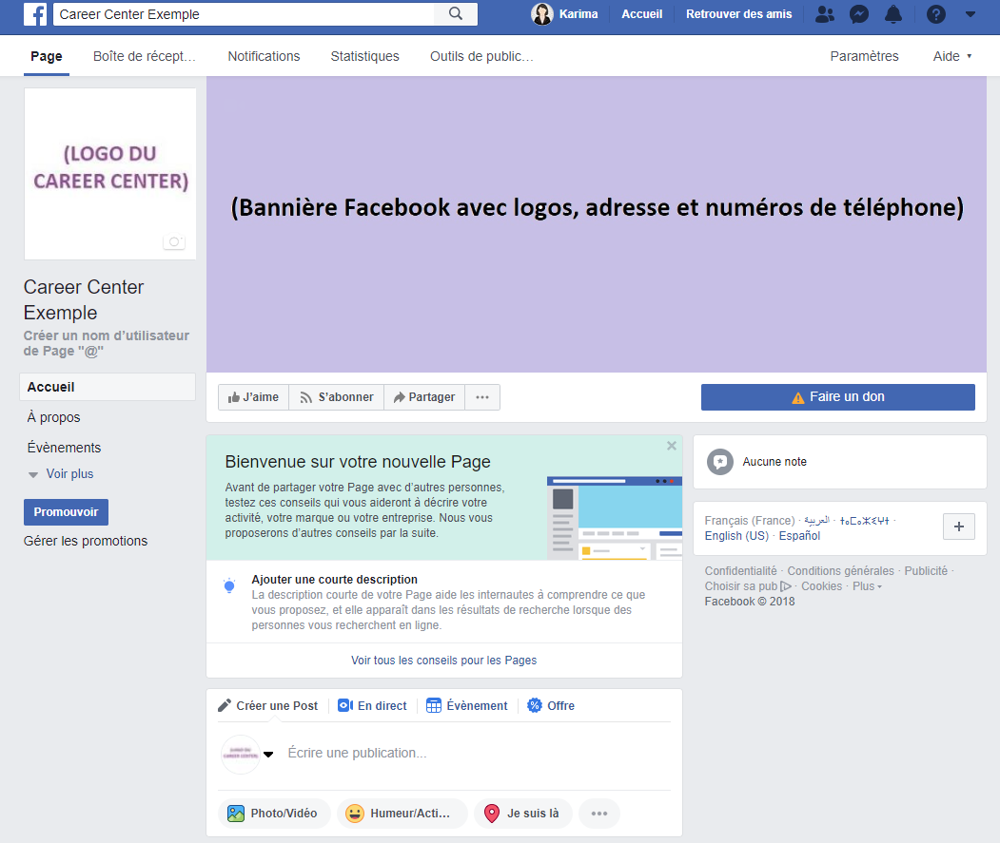 Career Center Exemple
Karima
Accueil
Retrouver des amis
Page
Boîte de récept…
Notifications
Statistiques
Outils de public…
Paramètres
Aide
(LOGO DU
CAREER CENTER)
(Bannière Facebook avec logos, adresse et numéros de téléphone)
Career Center
Exemple
Créer un nom d’utilisateur
de Page "@"
Accueil
À propos
Évènements
Voir plus
Promouvoir
Gérer les promotions
J’aime
S’abonner
Partager
Faire un don
Bienvenue sur votre nouvelle Page
Avant de partager votre Page avec d’autres personnes,
testez ces conseils qui vous aideront à décrire votre
activité, votre marque ou votre entreprise. Nous vous
proposerons d’autres conseils par la suite.
Ajouter une courte description
La description courte de votre Page aide les internautes à comprendre ce que
vous proposez, et elle apparaît dans les résultats de recherche lorsque des
personnes vous recherchent en ligne.
Voir tous les conseils pour les Pages
Créer une Post
En direct
Évènement
Offre
LOGO DU
CAREER CENTER
Écrire une publication...
Photo/Vidéo
Humeur/Acti…
Je suis là
Aucune note
Français (France) · العربية · ⵜⴰⵎⴰⵣⵉⵖⵜ ·
English (US) · Español
Confidentialité · Conditions générales · Publicité ·
Choisir sa pub · Cookies · Plus
Facebook © 2018